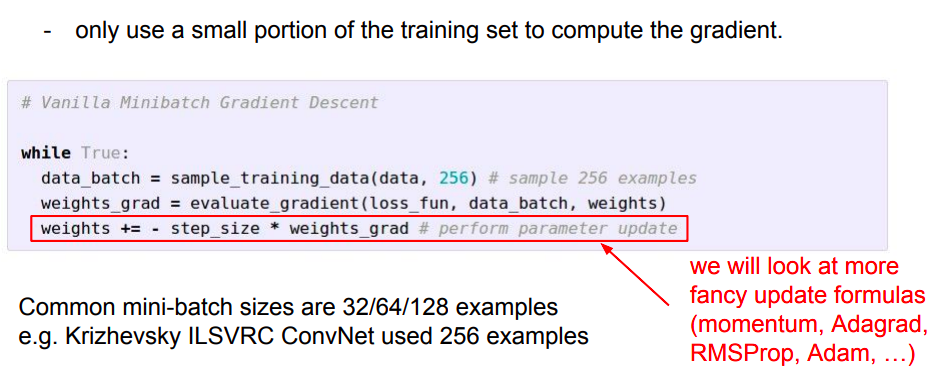 - only use a small portion of the training set to compute the gradient.
# Vanilla Minibatch Gradient Descent
while True:
data_batch = sample_training_data(data, 256) # sample 256 examples
weights_grad = evaluate_gradient(loss_fun, data_batch, weights)
weights += - step_size * weights_grad # perform parameter update
we will look at more
fancy update formulas
(momentum, Adagrad,
RMSProp, Adam, …)
Common mini-batch sizes are 32/64/128 examples
e.g. Krizhevsky ILSVRC ConvNet used 256 examples